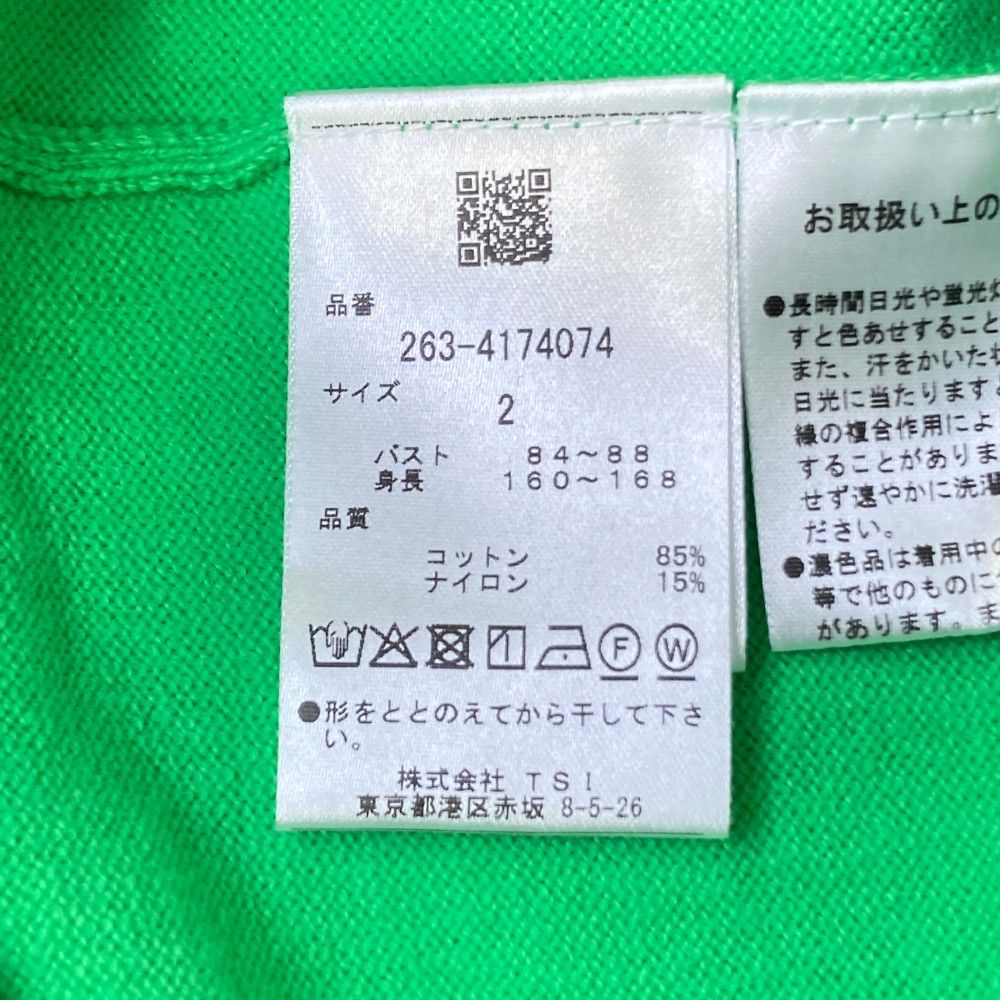 品番
263-4174074
サイズ
2
バスト 84~88
身長 160~168
品質
コットン 85%
ナイロン 15%
F W
●形をととのえてから干して下さ
い。
株式会社 TSI
東京都港区赤坂 8-5-26
お取扱い上の
●長時間日光や蛍光灯
すと色あせすること
また、汗をかいた状
日光に当たりますと
線の複合作用によ
することがありま
せず速やかに洗濯
ださい。
●濃色品は着用中の
等で他のものに
があります。ま